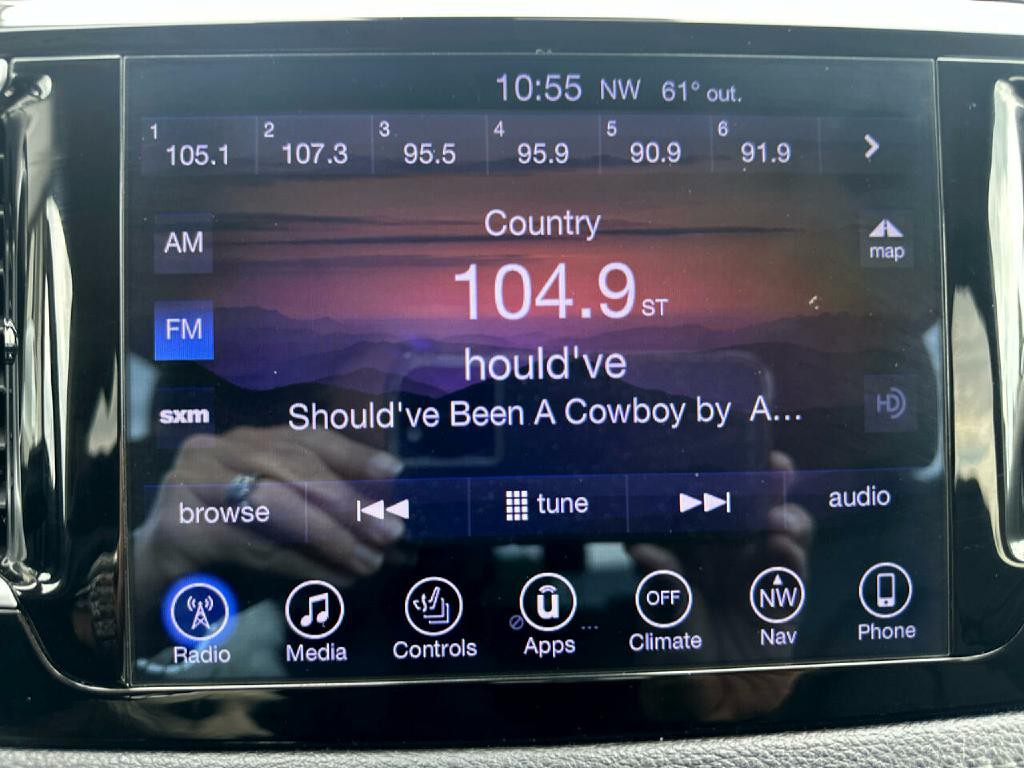 10:55 NW 61° out.
1 2 3 4 5 6
105.1 107.3 95.5 95.9 90.9 91.9
Country
AM
map
104.9 ST
FM
hould've
sxm
Should've Been A Cowboy by A...
HD
browse tune audio
OFF NW
Radio Media Controls Apps ... Climate Nav Phone